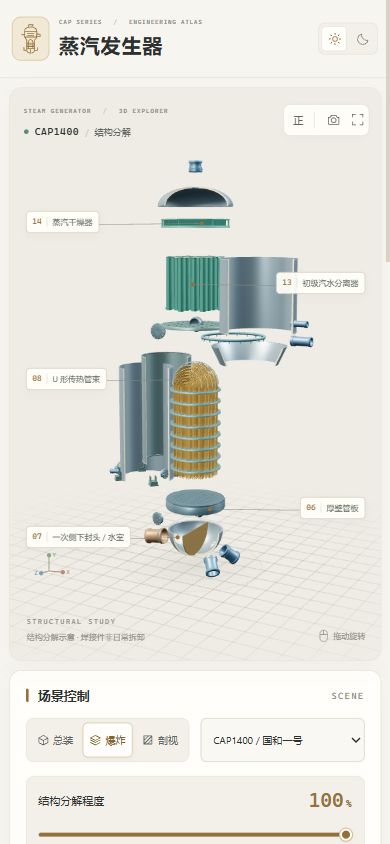 CAP SERIES / ENGINEERING ATLAS
蒸汽发生器
STEAM GENERATOR / 3D EXPLORER
CAP1400 / 结构分解
正
14 蒸汽干燥器
13 初级汽水分离器
08 U 形传热管束
06 厚壁管板
07 一次侧下封头 / 水室
Y
Z X
STRUCTURAL STUDY
结构分解示意 · 焊接件非日常拆卸
拖动旋转
场景控制
SCENE
总装 爆炸 剖视
CAP1400 / 国和一号
结构分解程度
100%